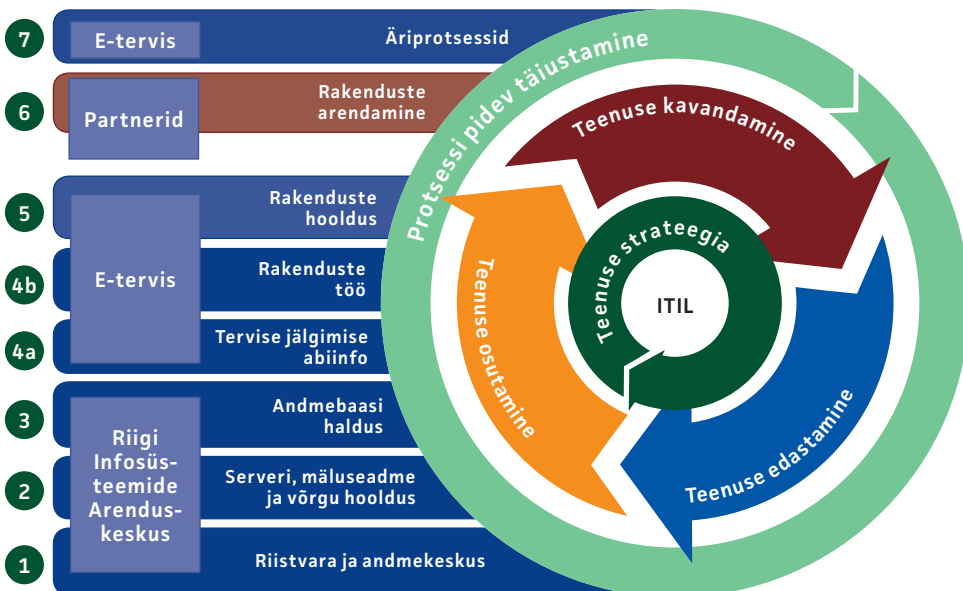 7
E-tervis
Äriprotsessid
6
Partnerid
Rakenduste
arendamine
5
Rakenduste
hooldus
4b
E-tervis
Rakenduste
töö
4a
Tervise jälgimise
abiinfo
3
Andmebaasi
haldus
Riigi
Infosüs-
teemide
Arendus-
keskus
2
Serveri, mäluseadme
ja võrgu hooldus
1
Riistvara ja andmekeskus
Protsessi pidev täiustamine
Teenuse kavandamine
Teenuse strateegia
ITIL
Teenuse osutamine
Teenuse edastamine